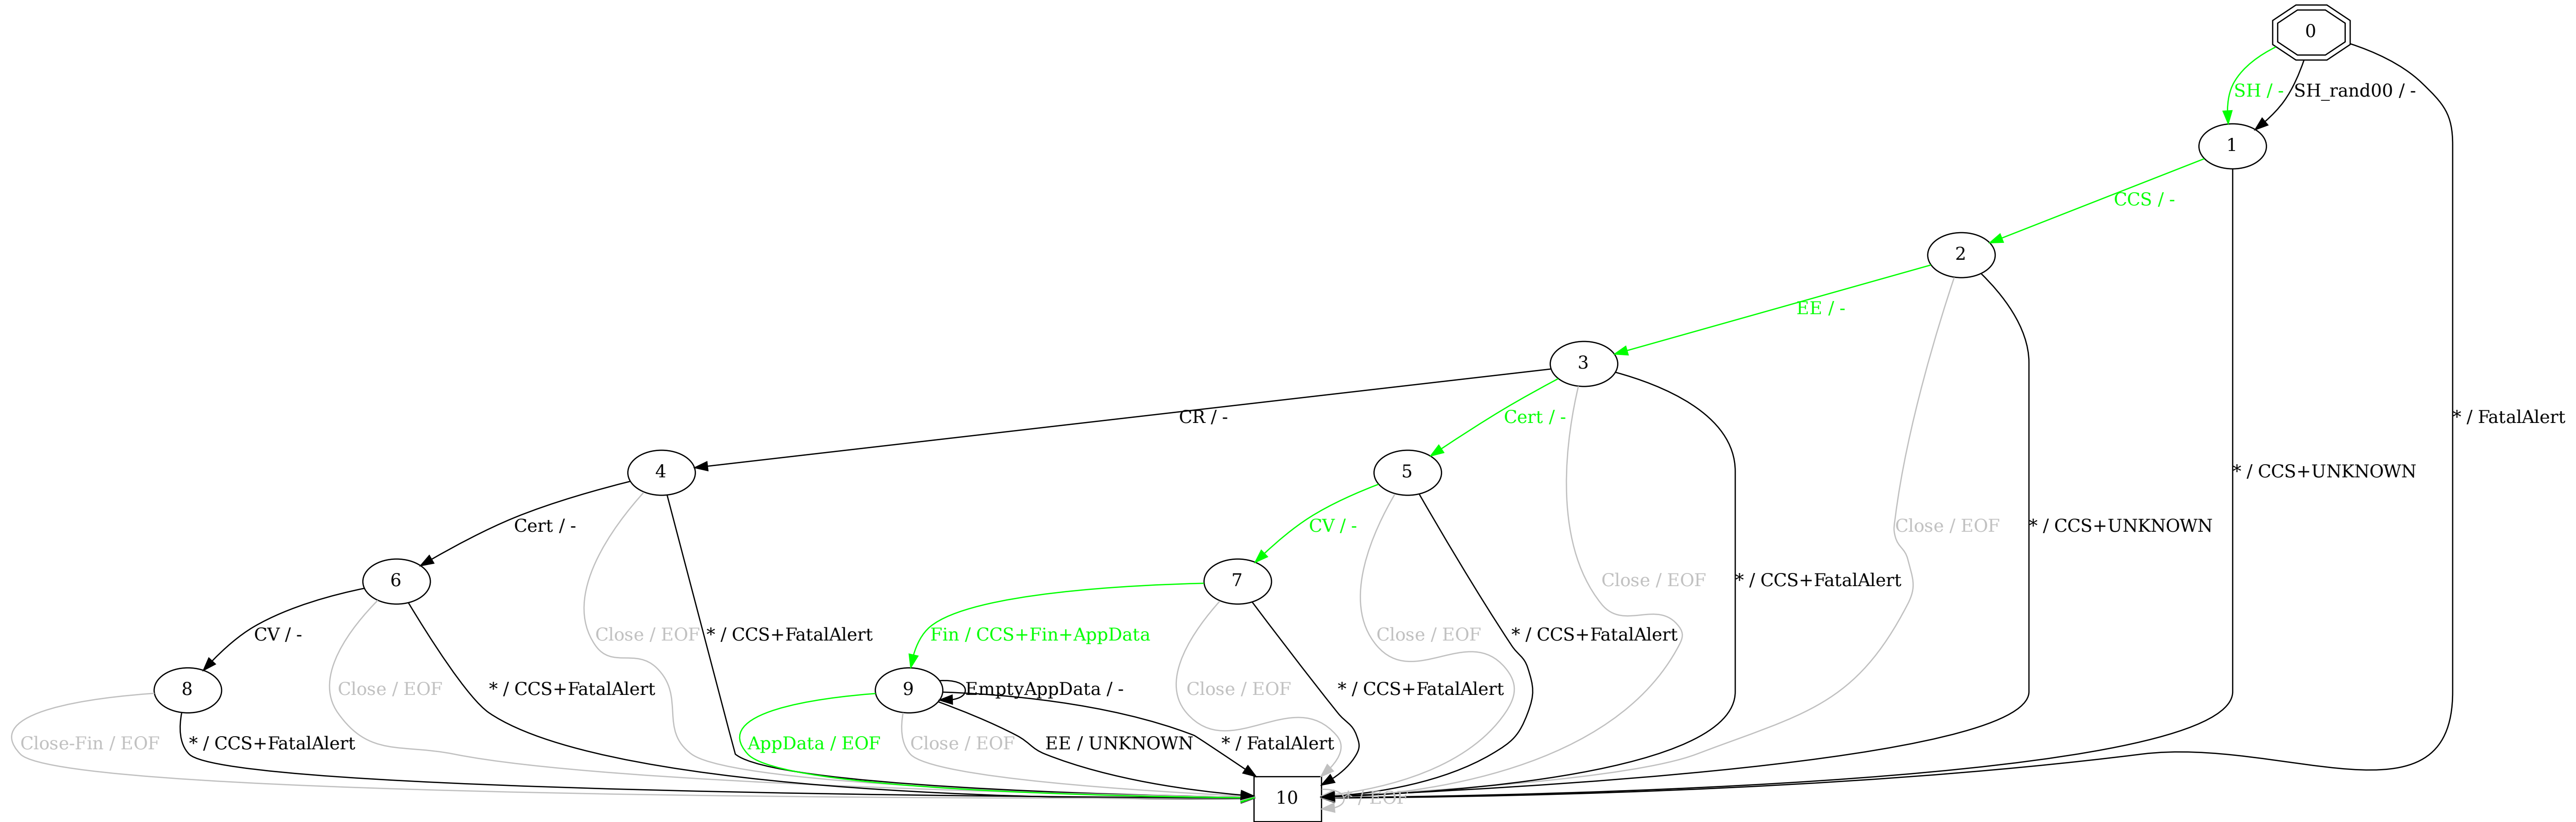 0
SH / -
SH_rand00 / -
1
CCS / -
2
EE / -
3
CR / -
Cert / -
* / FatalAlert
4
5
* / CCS+UNKNOWN
Cert / -
CV / -
Close / EOF
* / CCS+UNKNOWN
6
7
Close / EOF
* / CCS+FatalAlert
CV / -
Close / EOF
* / CCS+FatalAlert
Fin / CCS+Fin+AppData
Close / EOF
* / CCS+FatalAlert
8
Close / EOF
* / CCS+FatalAlert
9
EmptyAppData / -
Close / EOF
* / CCS+FatalAlert
Close-Fin / EOF
* / CCS+FatalAlert
AppData / EOF
Close / EOF
EE / UNKNOWN
* / FatalAlert
10
* / EOF